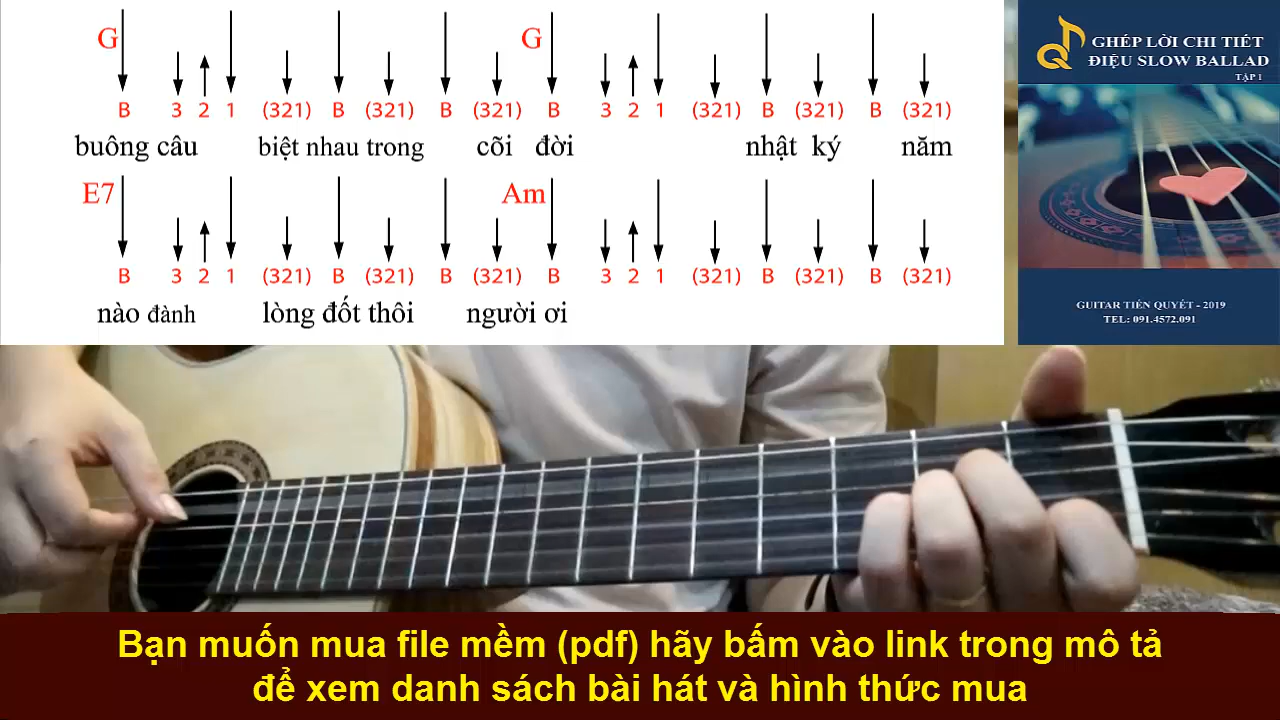 G G
B 3 2 1 (321) B (321) B (321) B 3 2 1 (321) B (321) B (321)
buông câu biệt nhau trong cõi đời nhật ký năm
E7 Am
B 3 2 1 (321) B (321) B (321) B 3 2 1 (321) B (321) B (321)
nào đành lòng đốt thôi người ơi
GHÉP LỜI CHI TIẾT
ĐIỆU SLOW BALLAD
TẬP 1
GUITAR TIẾN QUYẾT - 2019
TEL: 091.4572.091
Bạn muốn mua file mềm (pdf) hãy bấm vào link trong mô tả
để xem danh sách bài hát và hình thức mua